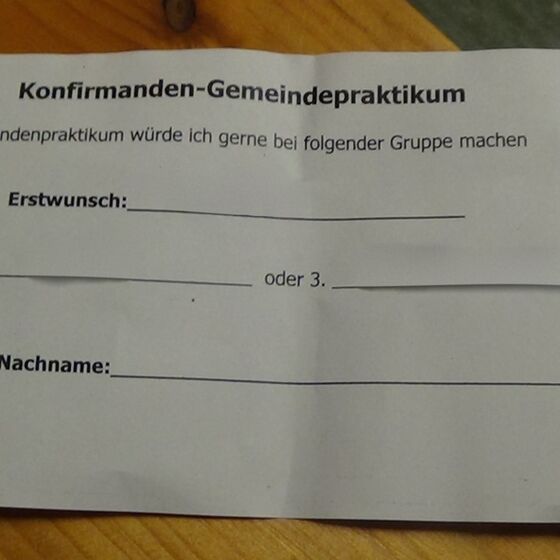 Konfirmanden-Gemeindepraktikum
ndenpraktikum würde ich gerne bei folgender Gruppe machen
Erstwunsch:
oder 3.
Nachname: